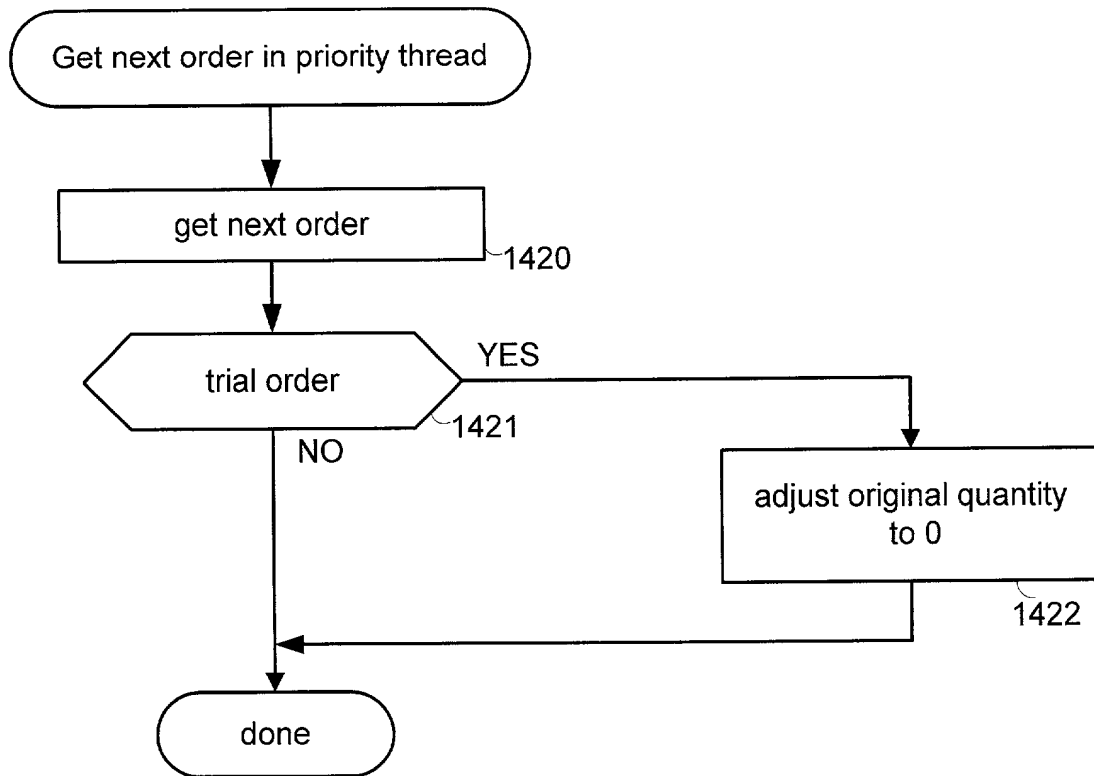 Get next order in priority thread
get next order
1420
trial order
YES
1421
NO
adjust original quantity
to 0
1422
done